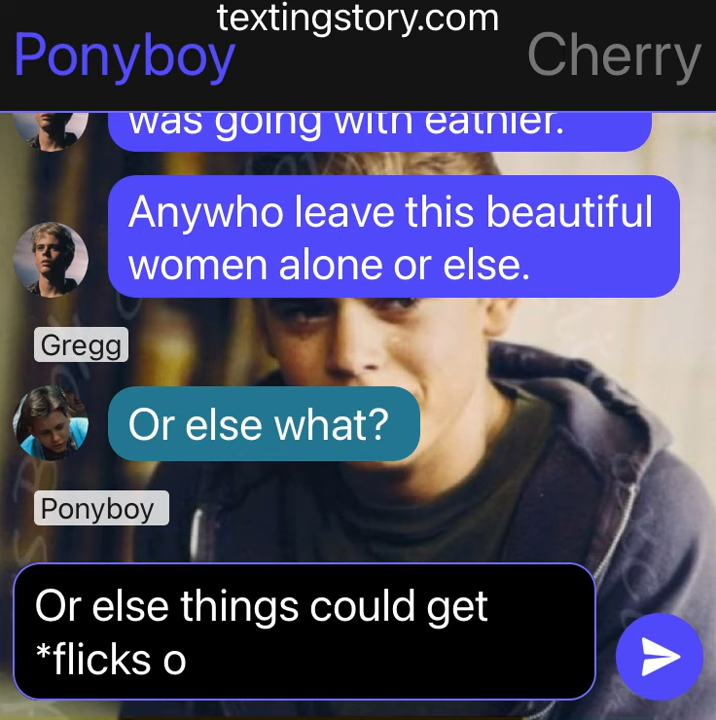 textingstory.com
Ponyboy
Cherry
was going with eathier.
Anywho leave this beautiful
women alone or else.
Gregg
Or else what?
Ponyboy
Or else things could get
*flicks o